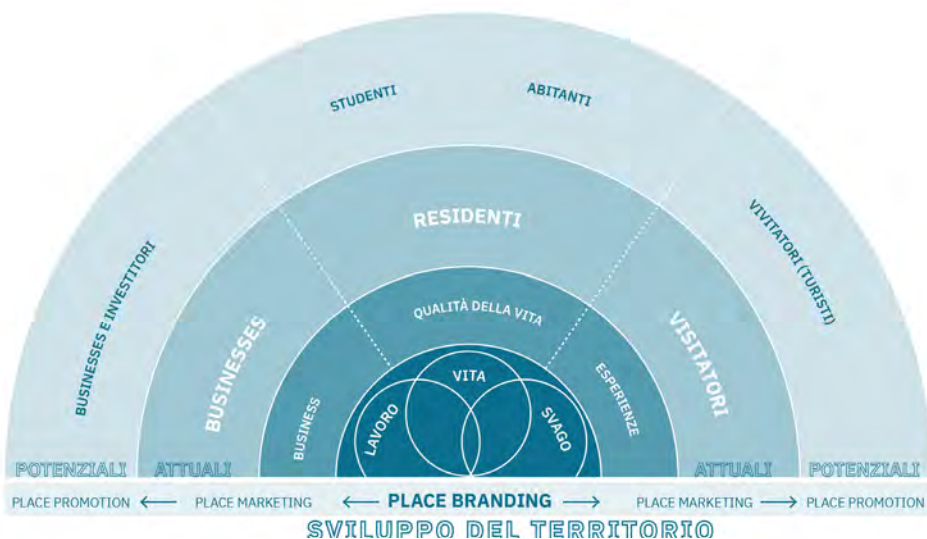 STUDENTI
ABITANTI
BUSINESSES E INVESTITORI
RESIDENTI
VIVITATORI (TURISTI)
BUSINESSES
QUALITÀ DELLA VITA
VISITATORI
BUSINESS
VITA
ESPERIENZE
LAVORO
SVAGO
POTENZIALI ATTUALI ATTUALI POTENZIALI
PLACE PROMOTION ← PLACE MARKETING ← PLACE BRANDING → PLACE MARKETING → PLACE PROMOTION
SVILUPPO DEL TERRITORIO